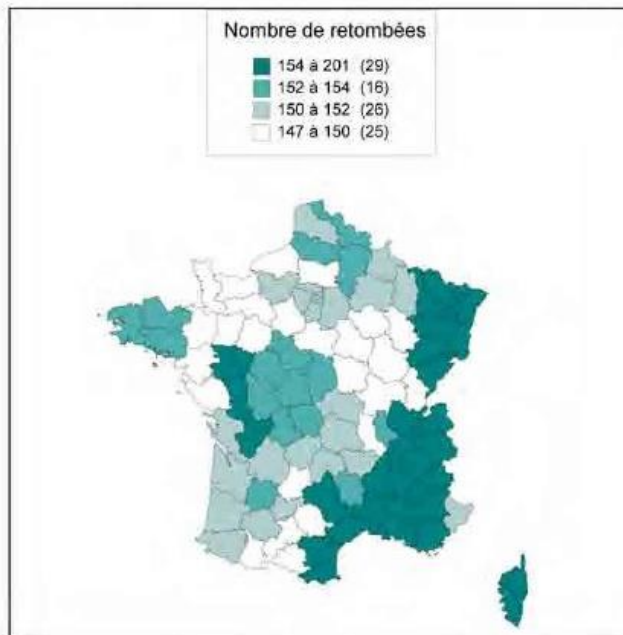 Nombre de retombées
154 à 201 (29)
152 à 154 (16)
150 à 152 (26)
147 à 150 (25)